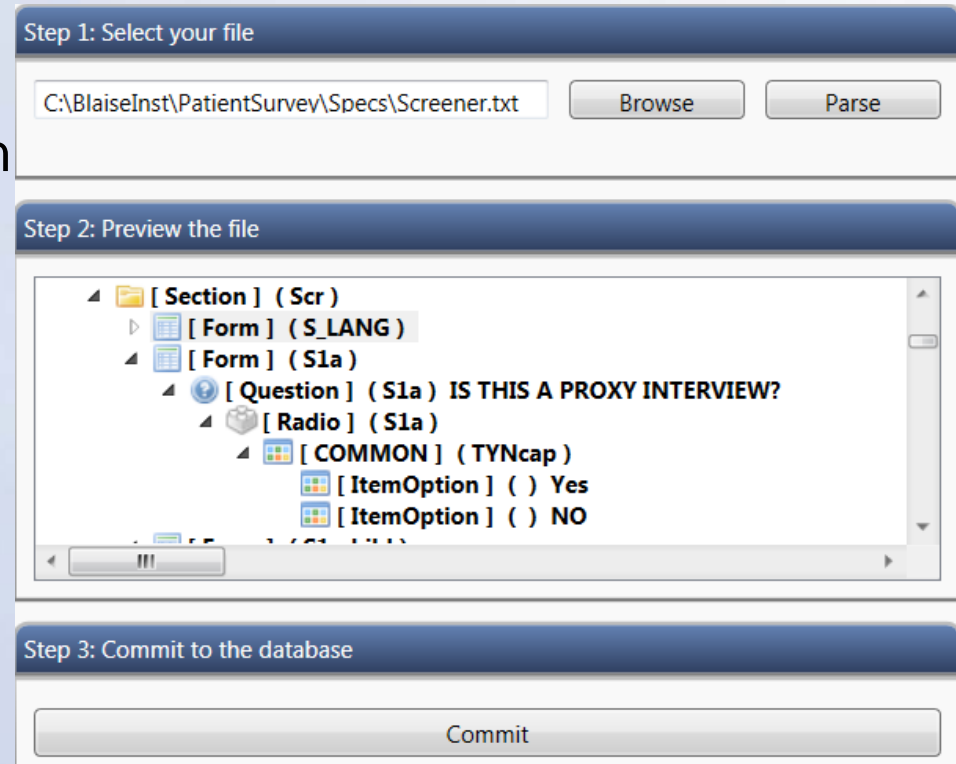 Step 1: Select your file
C:\BlaiseInst\PatientSurvey\Specs\Screener.txt Browse Parse
n
Step 2: Preview the file
[ Section ] ( Scr )
[ Form ] ( S_LANG )
[ Form ] ( S1a )
[ Question ] ( S1a ) IS THIS A PROXY INTERVIEW?
[ Radio ] ( S1a )
[ COMMON ] ( TYNcap )
[ ItemOption ] ( ) Yes
[ ItemOption ] ( ) NO
Step 3: Commit to the database
Commit